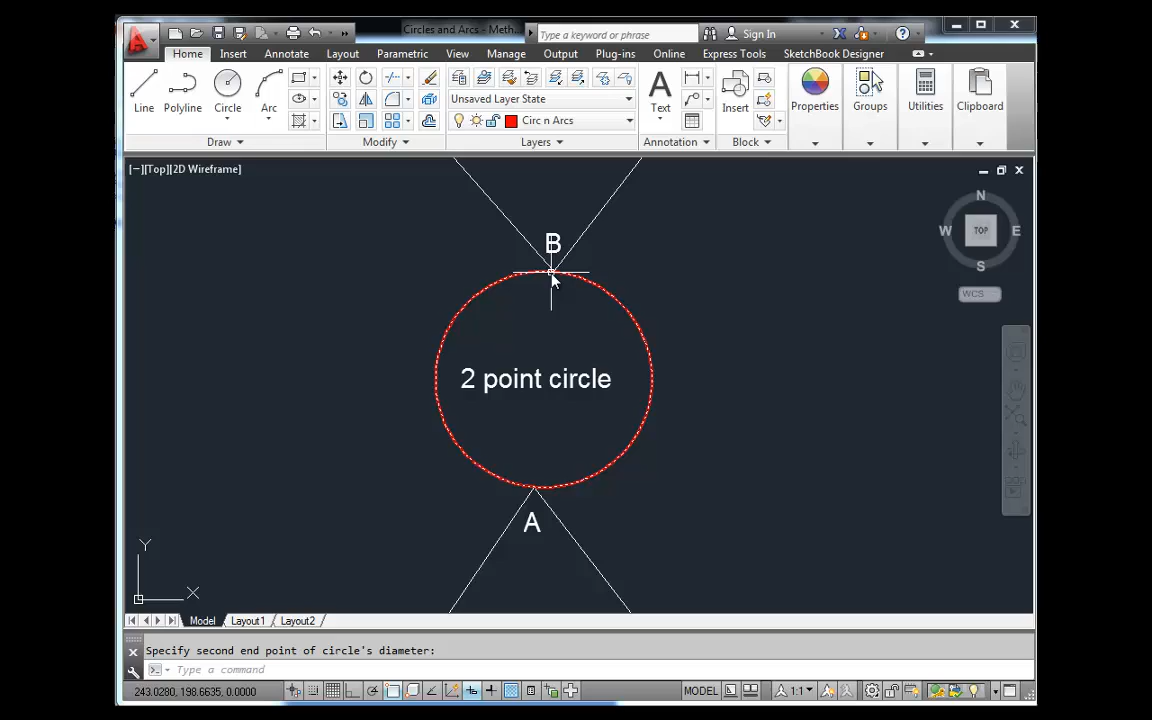 Circles and Arcs - Meth...
Type a keyword or phrase
Sign In
Home Insert Annotate Layout Parametric View Manage Output Plug-ins Online Express Tools SketchBook Designer
Line Polyline Circle Arc
Unsaved Layer State
Circ n Arcs
Text
Insert
Properties Groups Utilities Clipboard
Draw Modify Layers Annotation Block
[−][Top][2D Wireframe]
N
W TOP E
S
WCS
B
2 point circle
A
Y
X
Model Layout1 Layout2
Specify second end point of circle's diameter:
Type a command
243.0280, 198.6635, 0.0000
MODEL
1:1